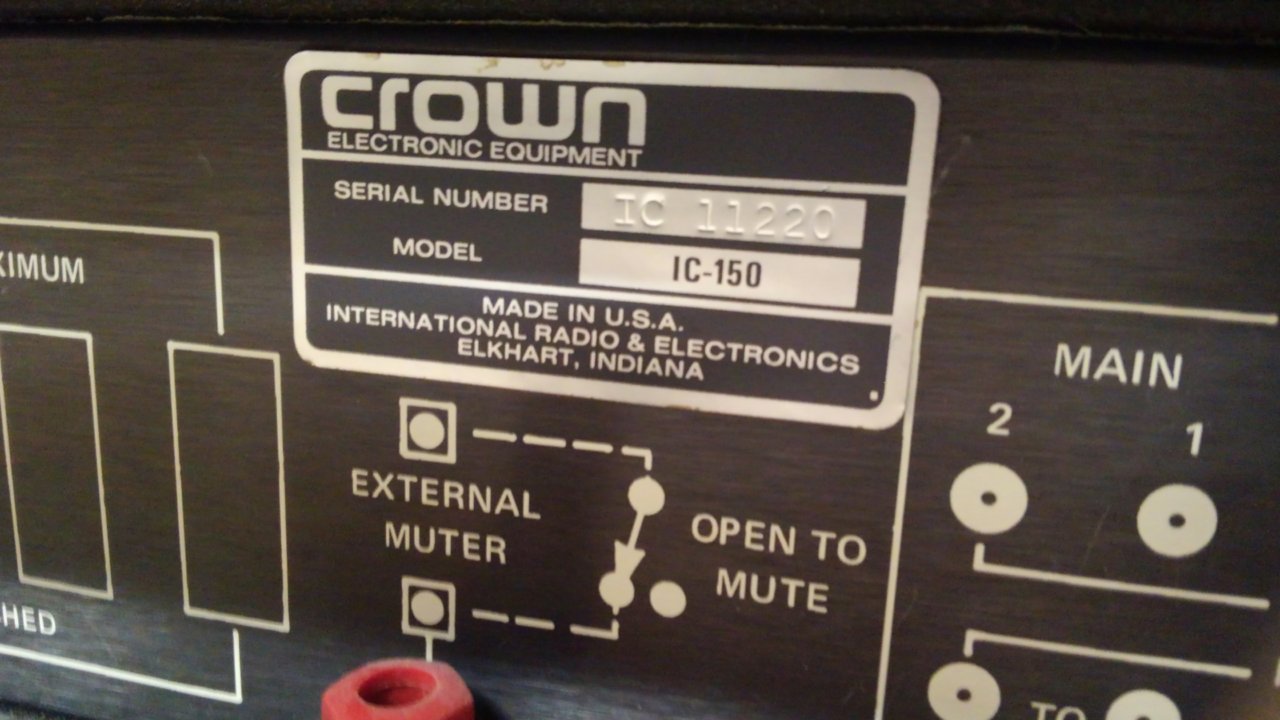 crown
ELECTRONIC EQUIPMENT
SERIAL NUMBER IC 11220
MODEL IC-150
MADE IN U.S.A.
INTERNATIONAL RADIO & ELECTRONICS
ELKHART, INDIANA
XIMUM
MAIN
2 1
EXTERNAL
MUTER
OPEN TO
MUTE
HED
TO